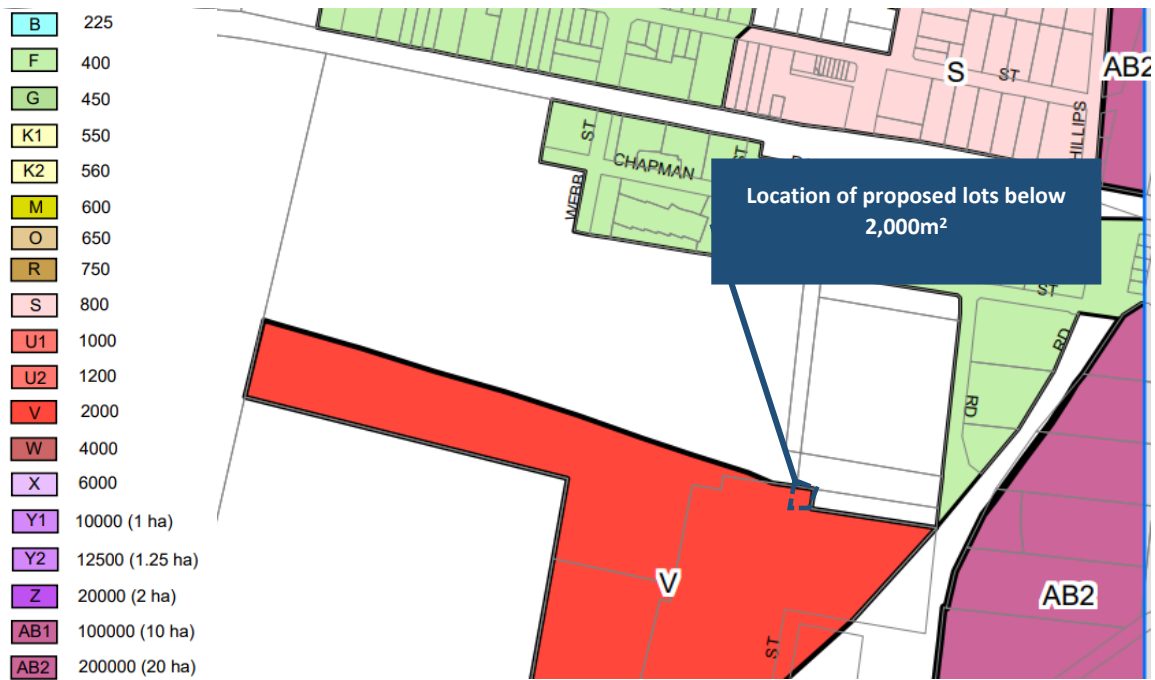 B 225
F 400
G 450
K1 550
K2 560
M 600
O 650
R 750
S 800
U1 1000
U2 1200
V 2000
W 4000
X 6000
Y1 10000 (1 ha)
Y2 12500 (1.25 ha)
Z 20000 (2 ha)
AB1 100000 (10 ha)
AB2 200000 (20 ha)
S
ST
AB2
HILLIPS
ST
CHAPMAN
ST
WEBB
Location of proposed lots below
2,000m²
ST
RD
RD
V
AB2
ST